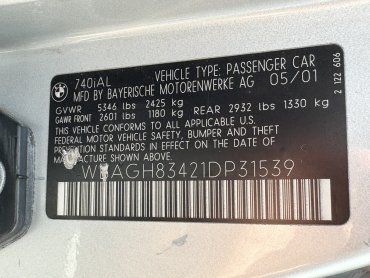 740iAL VEHICLE TYPE: PASSENGER CAR
MFD BY BAYERISCHE MOTORENWERKE AG 05/01
GVWR 5346 lbs 2425 kg
GAWR FRONT 2601 lbs 1180 kg GAWR REAR 2932 lbs 1330 kg
THIS VEHICLE CONFORMS TO ALL APPLICABLE U.S.
FEDERAL MOTOR VEHICLE SAFETY, BUMPER, AND THEFT
PREVENTION STANDARDS IN EFFECT ON THE DATE OF
MANUFACTURE SHOWN ABOVE.
WBAGH83421DP31539
2 122 606